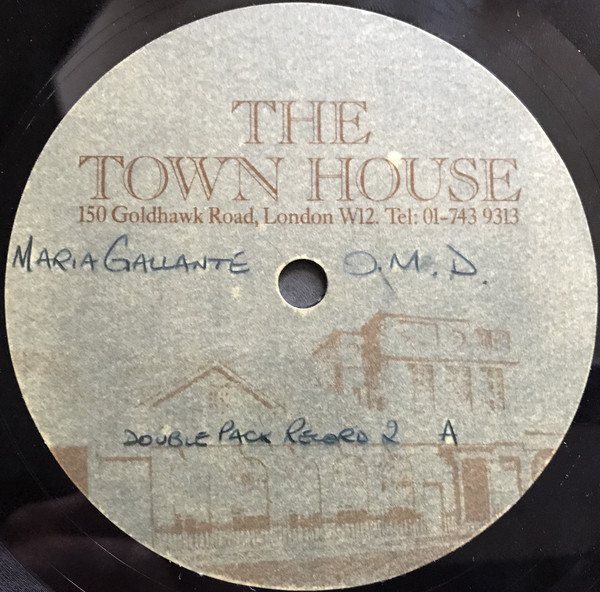 THE
TOWN HOUSE
150 Goldhawk Road, London W12. Tel: 01-743 9313
MARIA GALLANTE O.M.D.
DOUBLE PACK RECORD 2 A